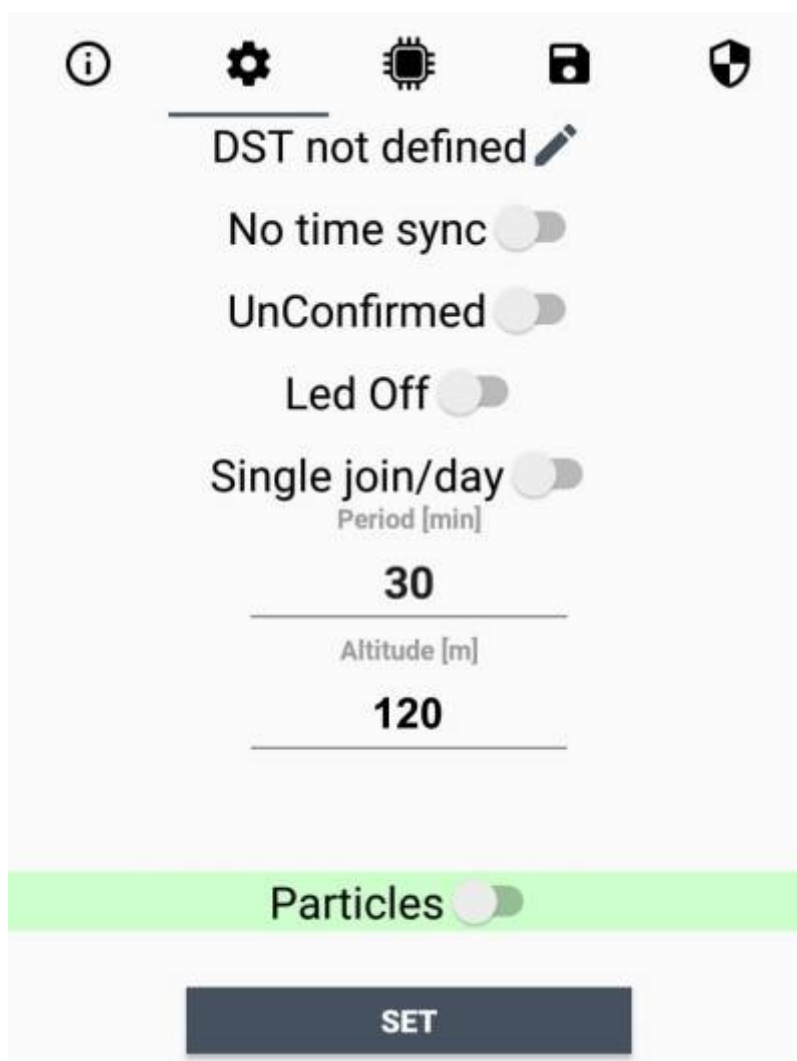 DST not defined
No time sync
UnConfirmed
Led Off
Single join/day
Period [min]
30
Altitude [m]
120
Particles
SET